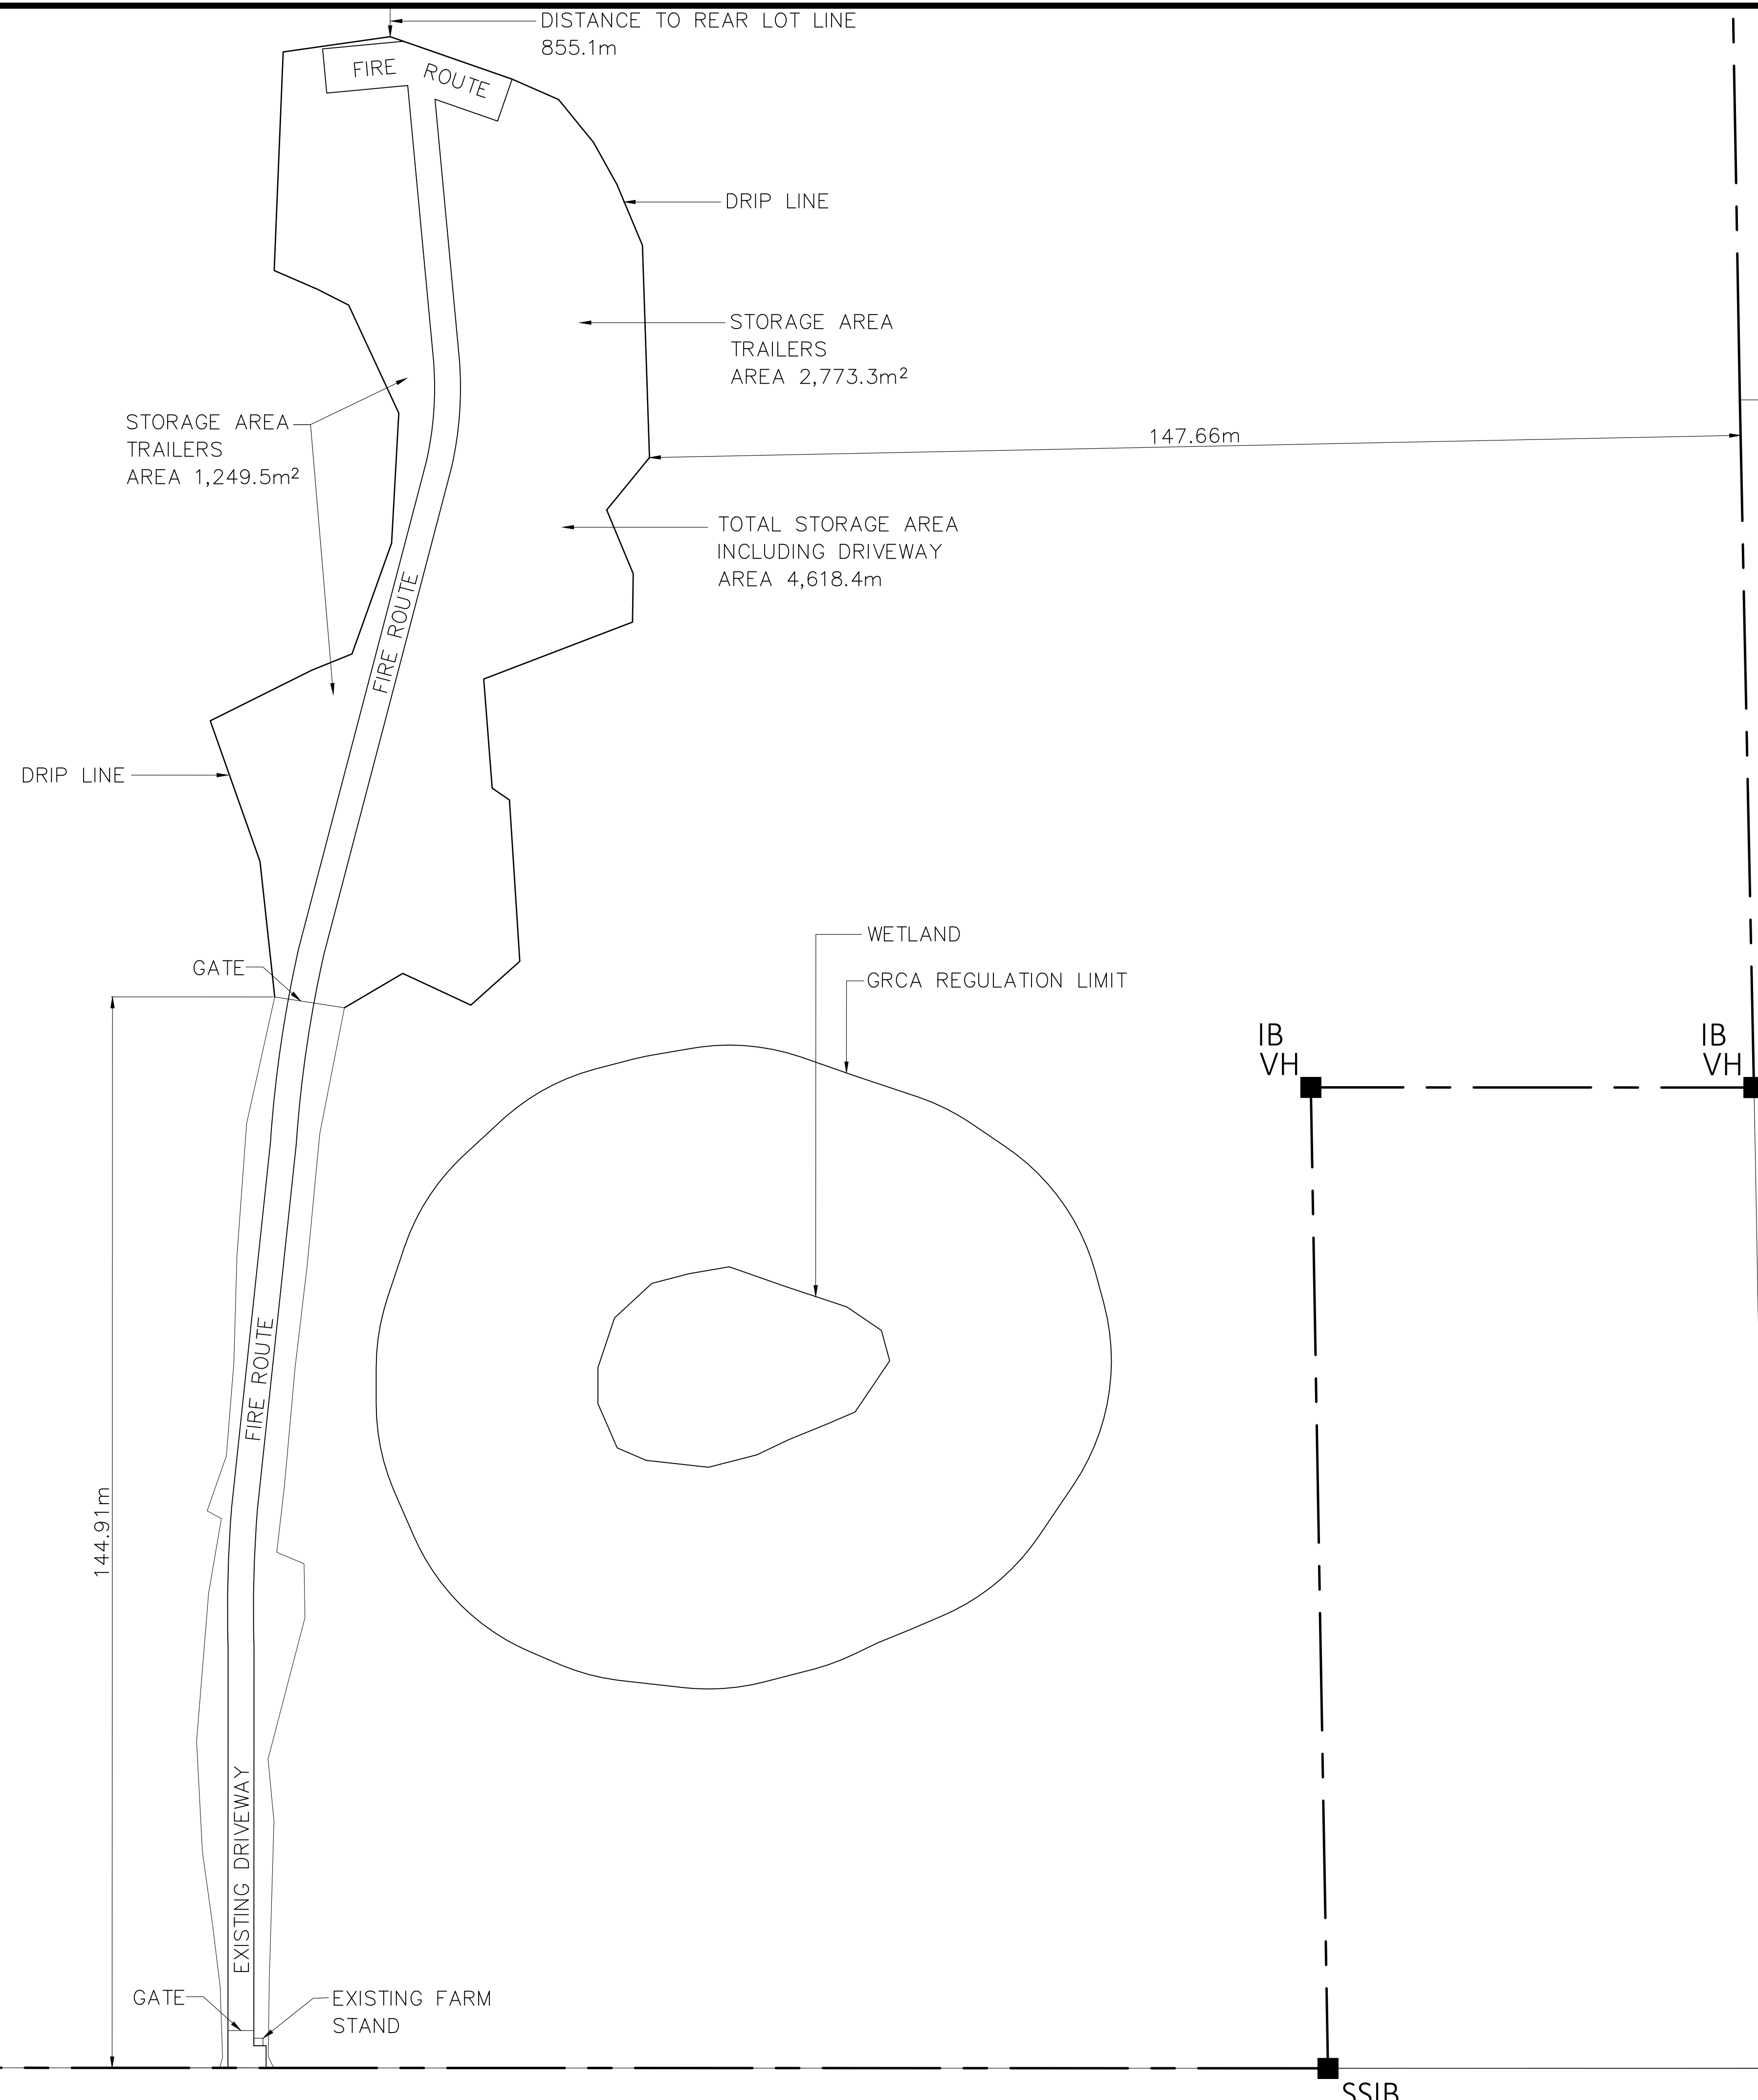 DISTANCE TO REAR LOT LINE
855.1m
FIRE ROUTE
DRIP LINE
STORAGE AREA
TRAILERS
AREA 2,773.3m²
STORAGE AREA
TRAILERS
AREA 1,249.5m²
147.66m
TOTAL STORAGE AREA
INCLUDING DRIVEWAY
AREA 4,618.4m
FIRE ROUTE
DRIP LINE
WETLAND
GATE
GRCA REGULATION LIMIT
IB
VH
IB
VH
FIRE ROUTE
144.91m
EXISTING DRIVEWAY
GATE
EXISTING FARM
STAND
SSIB